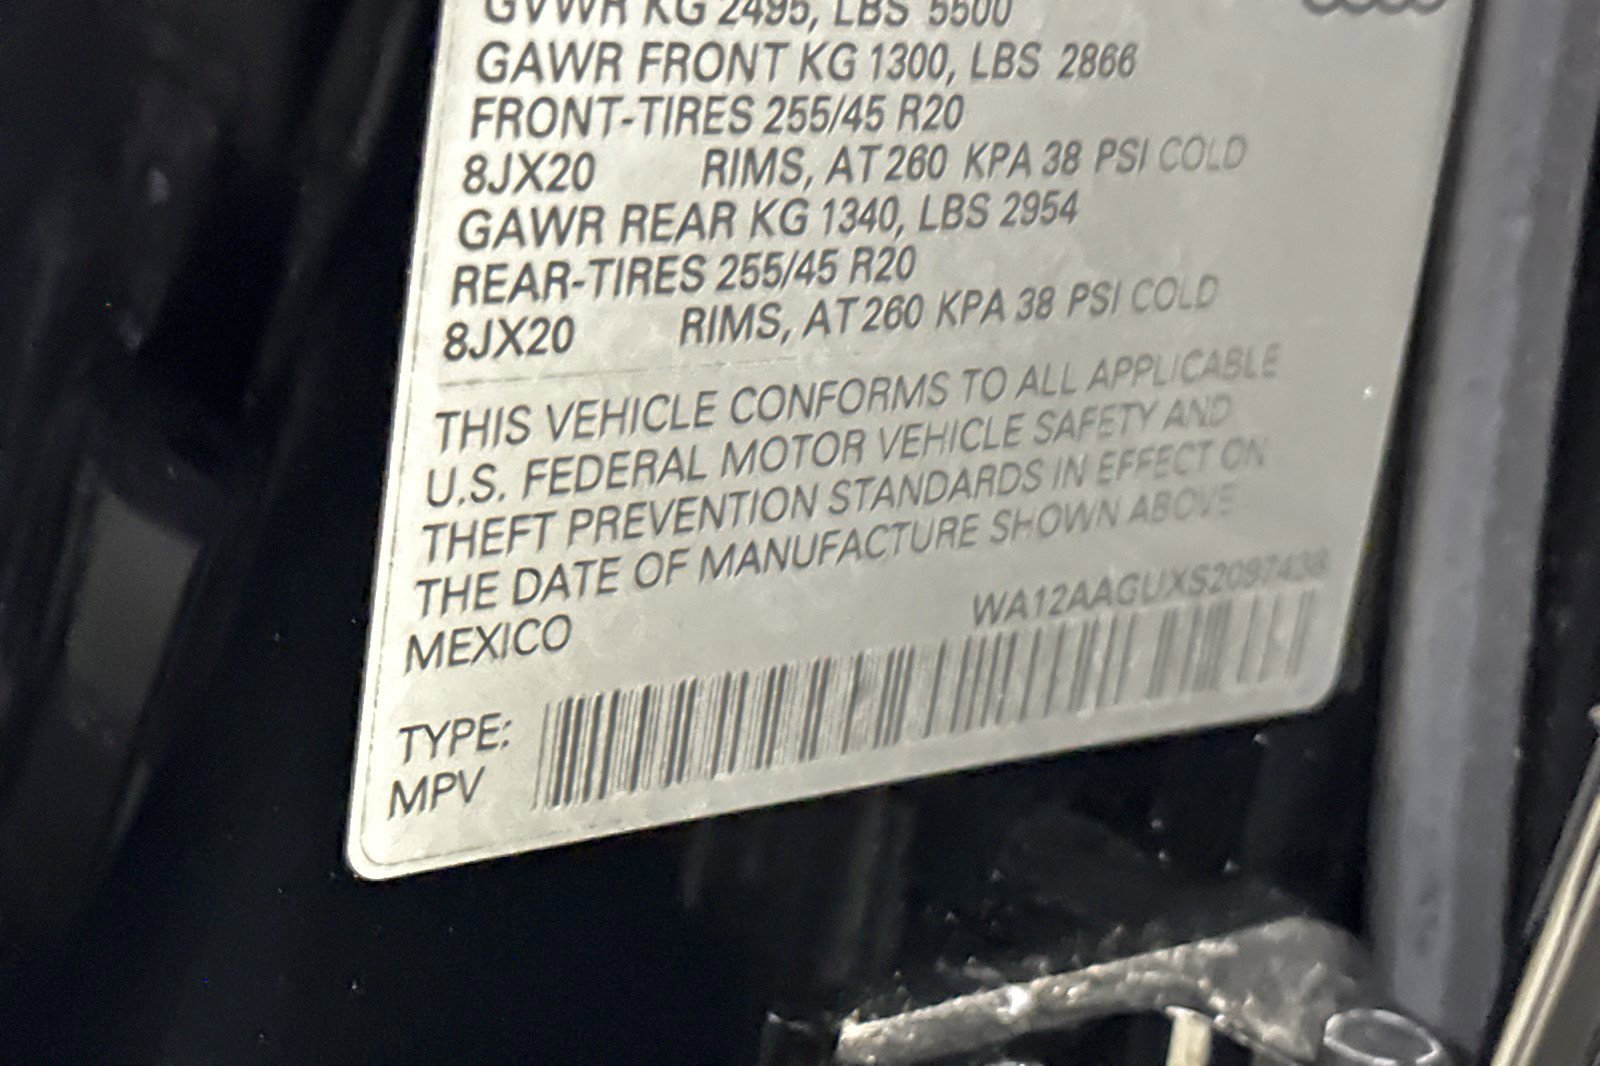 GVWR KG 2495, LBS 5500
GAWR FRONT KG 1300, LBS 2866
FRONT-TIRES 255/45 R20
8JX20 RIMS, AT 260 KPA 38 PSI COLD
GAWR REAR KG 1340, LBS 2954
REAR-TIRES 255/45 R20
8JX20 RIMS, AT 260 KPA 38 PSI COLD
THIS VEHICLE CONFORMS TO ALL APPLICABLE
U.S. FEDERAL MOTOR VEHICLE SAFETY AND
THEFT PREVENTION STANDARDS IN EFFECT ON
THE DATE OF MANUFACTURE SHOWN ABOVE
MEXICO
WA12AAGUXS2097438
TYPE:
MPV